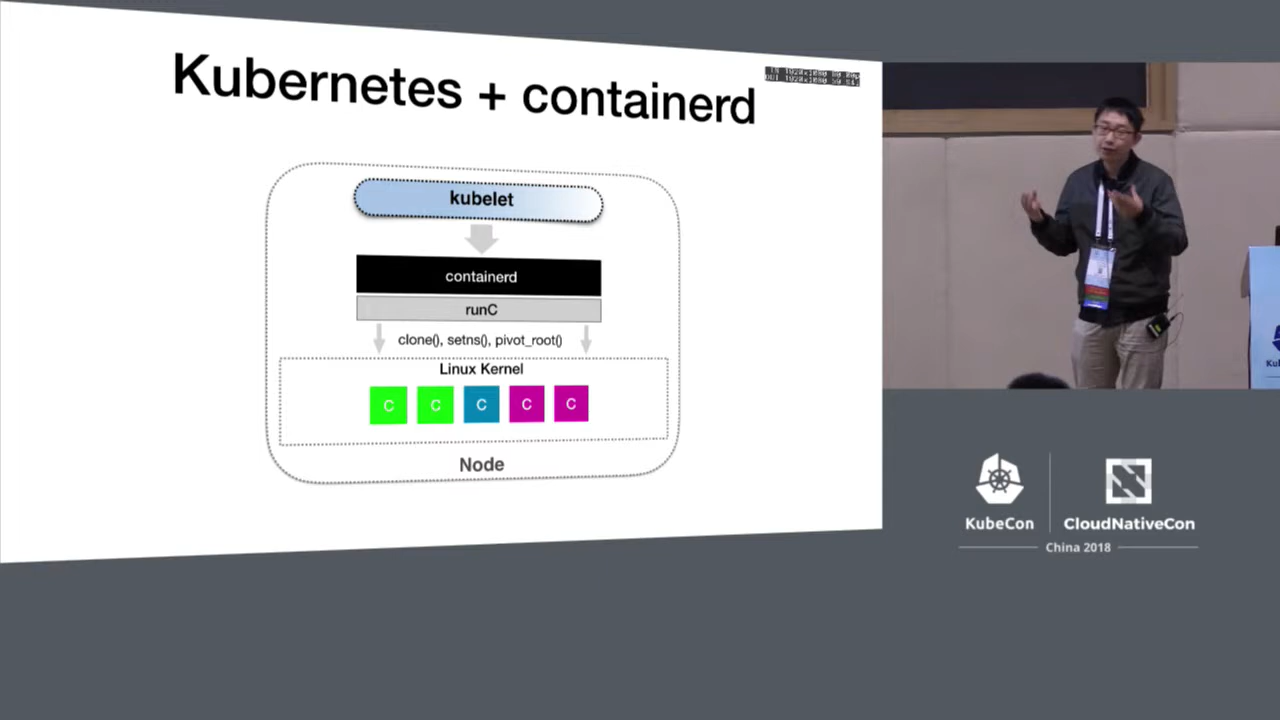 Kubernetes + containerd
kubelet
containerd
runC
clone(), setns(), pivot_root()
Linux Kernel
C C C C C
Node
KubeCon
CloudNativeCon
China 2018